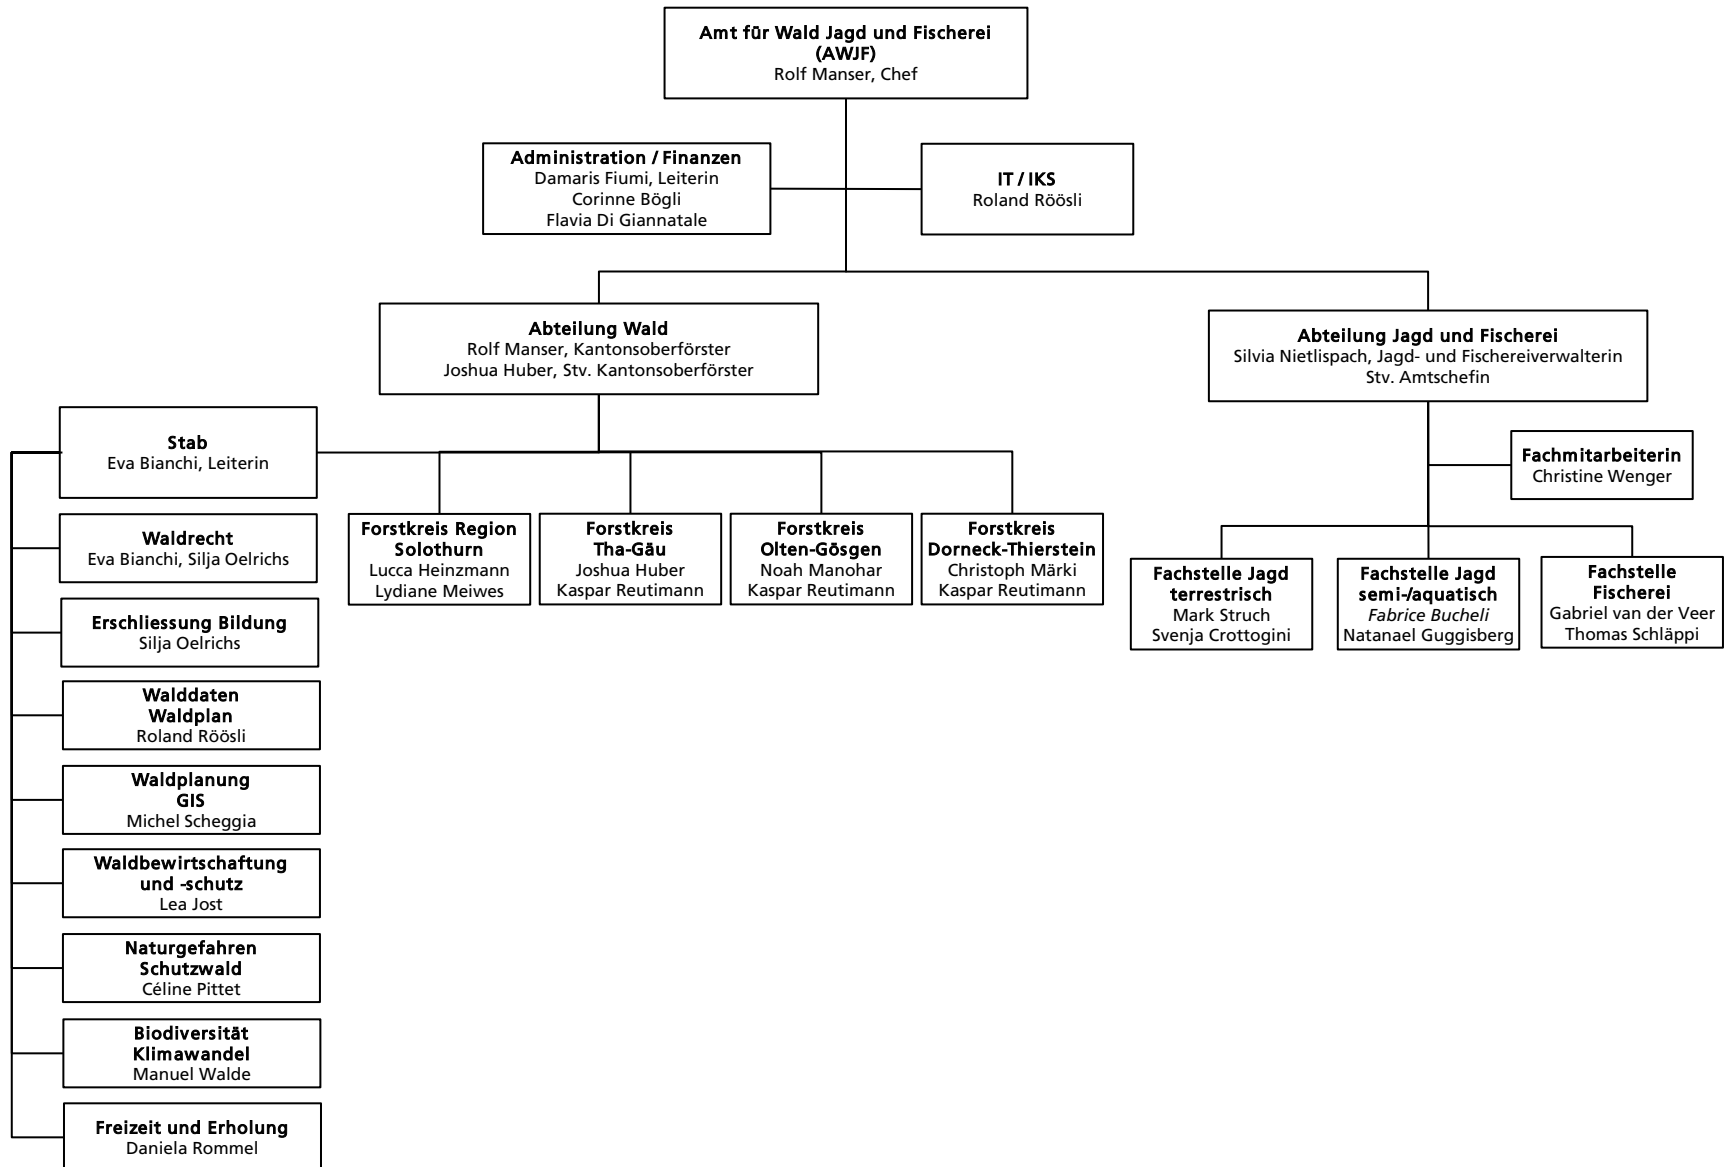 Amt für Wald Jagd und Fischerei
(AWJF)
Rolf Manser, Chef
Administration / Finanzen
Damaris Fiumi, Leiterin
Corinne Bögli
Flavia Di Giannatale
IT / IKS
Roland Röösli
Abteilung Wald
Rolf Manser, Kantonsoberförster
Joshua Huber, Stv. Kantonsoberförster
Abteilung Jagd und Fischerei
Silvia Nietlispach, Jagd- und Fischereiverwalterin
Stv. Amtschefin
Stab
Eva Bianchi, Leiterin
Fachmitarbeiterin
Christine Wenger
Waldrecht
Eva Bianchi, Silja Oelrichs
Forstkreis Region
Solothurn
Lucca Heinzmann
Lydiane Meiwes
Forstkreis
Tha-Gäu
Joshua Huber
Kaspar Reutimann
Forstkreis
Olten-Gösgen
Noah Manohar
Kaspar Reutimann
Forstkreis
Dorneck-Thierstein
Christoph Märki
Kaspar Reutimann
Fachstelle Jagd
terrestrisch
Mark Struch
Svenja Crottogini
Fachstelle Jagd
semi-/aquatisch
Fabrice Bucheli
Natanael Guggisberg
Fachstelle
Fischerei
Gabriel van der Veer
Thomas Schläppi
Erschliessung Bildung
Silja Oelrichs
Walddaten
Waldplan
Roland Röösli
Waldplanung
GIS
Michel Scheggia
Waldbewirtschaftung
und -schutz
Lea Jost
Naturgefahren
Schutzwald
Céline Pittet
Biodiversität
Klimawandel
Manuel Walde
Freizeit und Erholung
Daniela Rommel